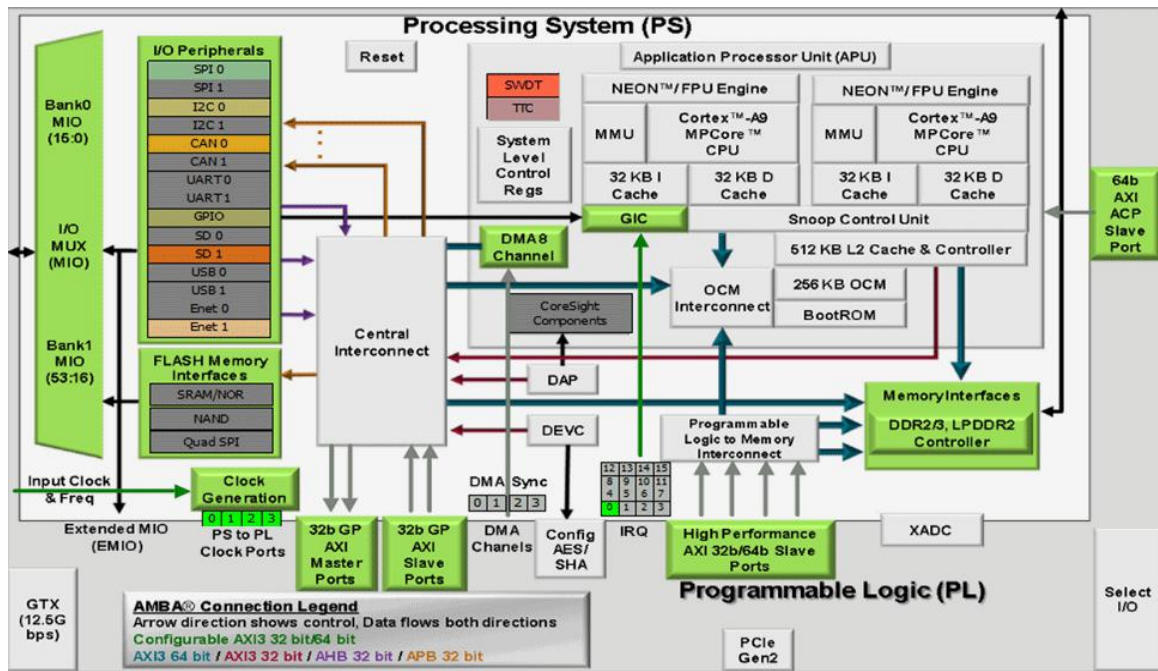 Processing System (PS)
I/O Peripherals
SPI 0
SPI 1
I2C 0
I2C 1
CAN 0
CAN 1
UART 0
UART 1
GPIO
SD 0
SD 1
USB 0
USB 1
Enet 0
Enet 1
FLASH Memory
Interfaces
SRAM/NOR
NAND
Quad SPI
Bank0
MIO
(15:0)
I/O
MUX
(MIO)
Bank1
MIO
(53:16)
Input Clock
& Freq
Clock
Generation
0 1 2 3
PS to PL
Clock Ports
Extended MIO
(EMIO)
Reset
Application Processor Unit (APU)
SWDT
TTC
System
Level
Control
Regs
NEON™/ FPU Engine
MMU
Cortex™-A9
MPCore™
CPU
32 KB I
Cache
32 KB D
Cache
NEON™/ FPU Engine
MMU
Cortex™-A9
MPCore™
CPU
32 KB I
Cache
32 KB D
Cache
GIC
Snoop Control Unit
DMA8
Channel
512 KB L2 Cache & Controller
OCM
Interconnect
256 KB OCM
BootROM
CoreSight
Components
Central
Interconnect
DAP
DEVC
Programmable
Logic to Memory
Interconnect
Memory Interfaces
DDR2/3, LPDDR2
Controller
64b
AXI
ACP
Slave
Port
32b GP
AXI
Master
Ports
32b GP
AXI
Slave
Ports
DMA Sync
0 1 2 3
DMA
Channels
Config
AES/
SHA
12 13 14 15
8 9 10 11
4 5 6 7
0 1 2 3
IRQ
High Performance
AXI 32b/64b Slave
Ports
XADC
Programmable Logic (PL)
GTX
(12.5G
bps)
AMBA® Connection Legend
Arrow direction shows control, Data flows both directions
Configurable AXI3 32 bit/64 bit
AXI3 64 bit / AXI3 32 bit / AHB 32 bit / APB 32 bit
PCIe
Gen2
Select
I/O